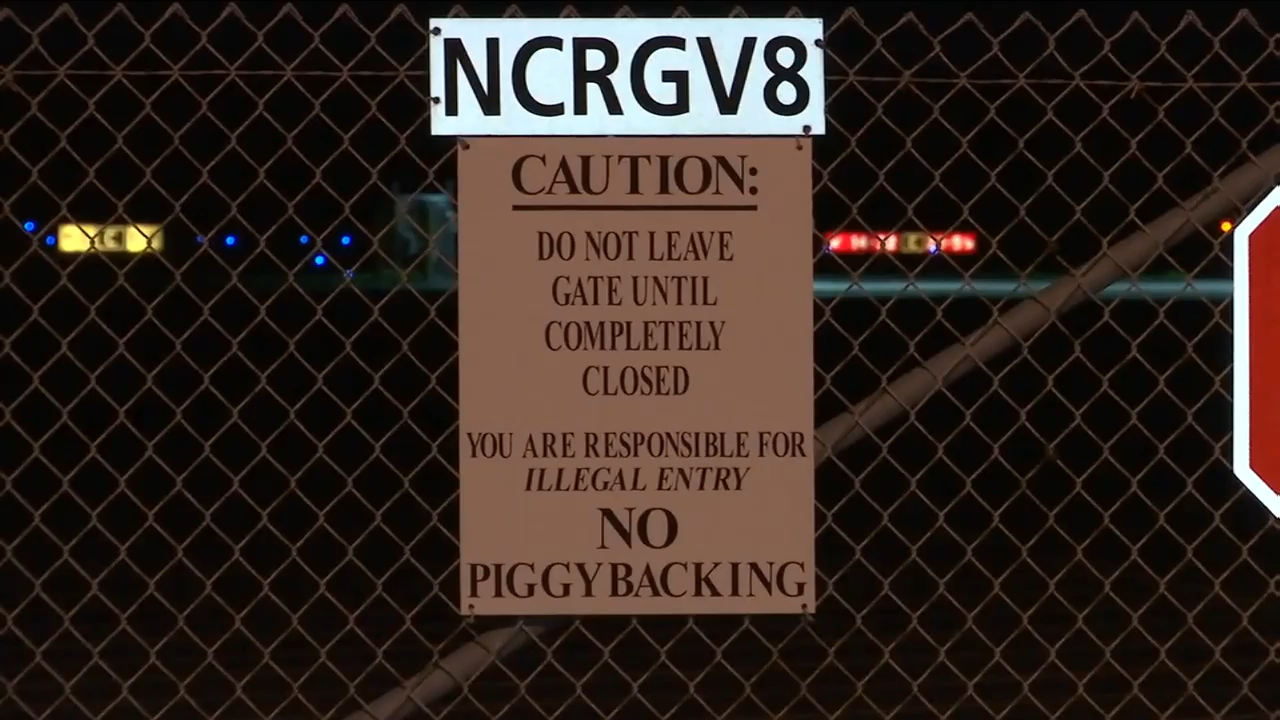 NCRGV8
CAUTION:
DO NOT LEAVE
GATE UNTIL
COMPLETELY
CLOSED
YOU ARE RESPONSIBLE FOR
ILLEGAL ENTRY
NO
PIGGYBACKING